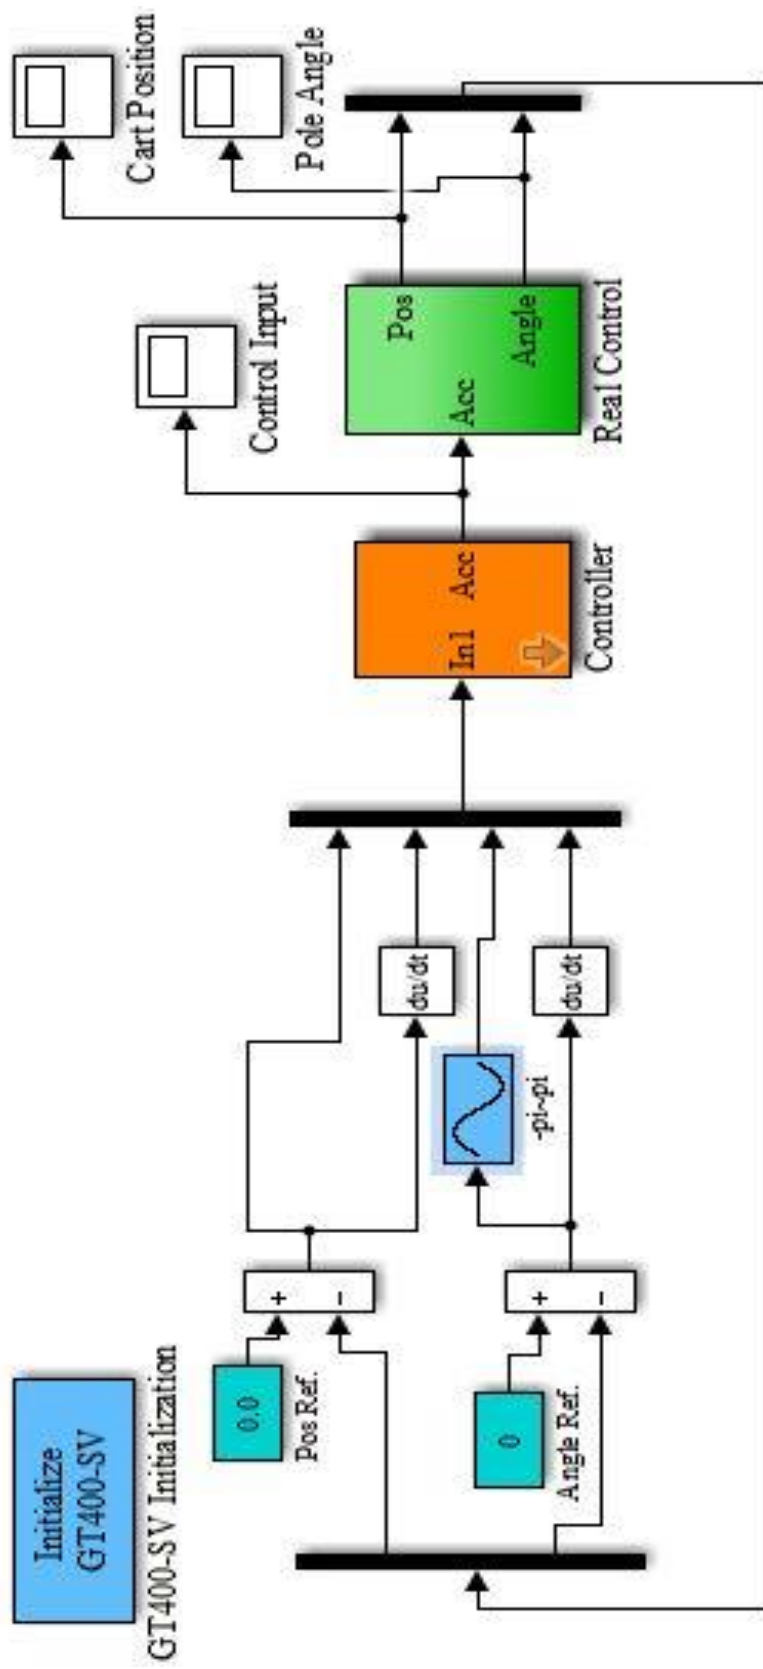 Initialize
GT400-SV
GT400-SV Initialization
0.0
Pos Ref.
+
-
0
Angle Ref.
+
-
du/dt
-pi~pi
du/dt
In1 Acc
Controller
Control Input
Pos
Acc
Angle
Real Control
Cart Position
Pole Angle